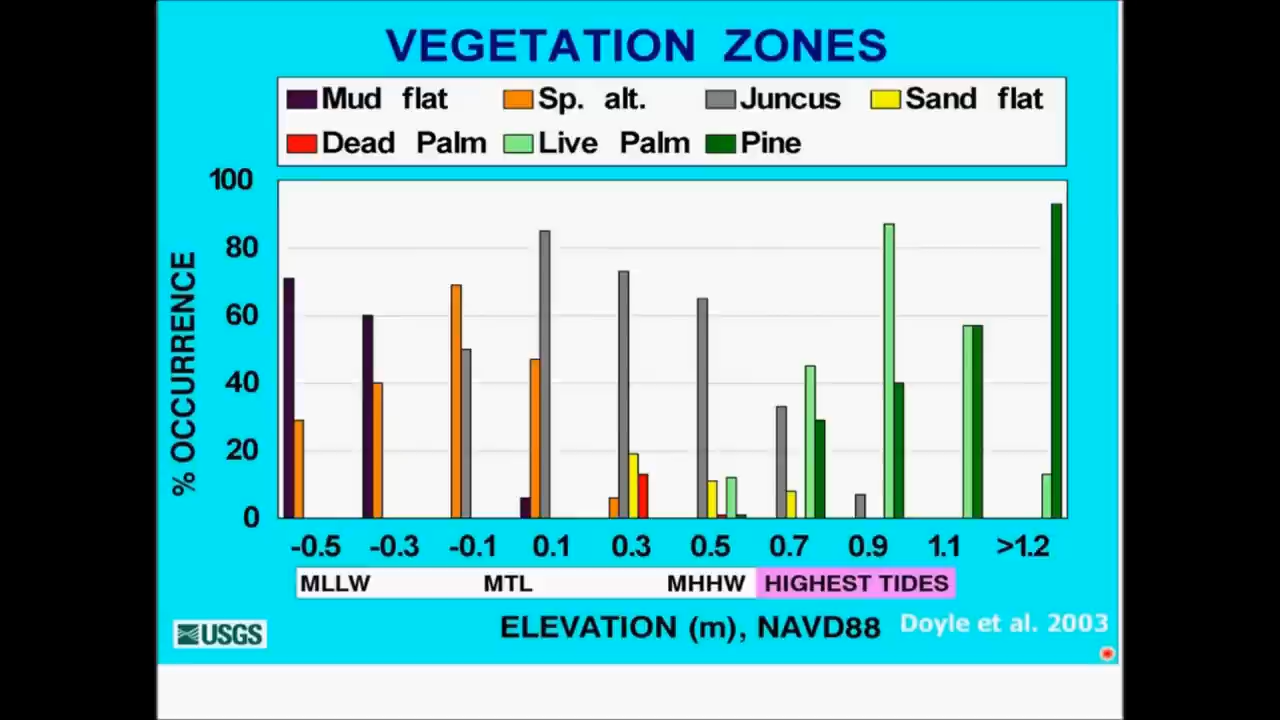 VEGETATION ZONES
Mud flat Sp. alt. Juncus Sand flat
Dead Palm Live Palm Pine
100
80
60
40
20
0
% OCCURRENCE
-0.5 -0.3 -0.1 0.1 0.3 0.5 0.7 0.9 1.1 >1.2
MLLW MTL MHHW HIGHEST TIDES
ELEVATION (m), NAVD88
Doyle et al. 2003
USGS